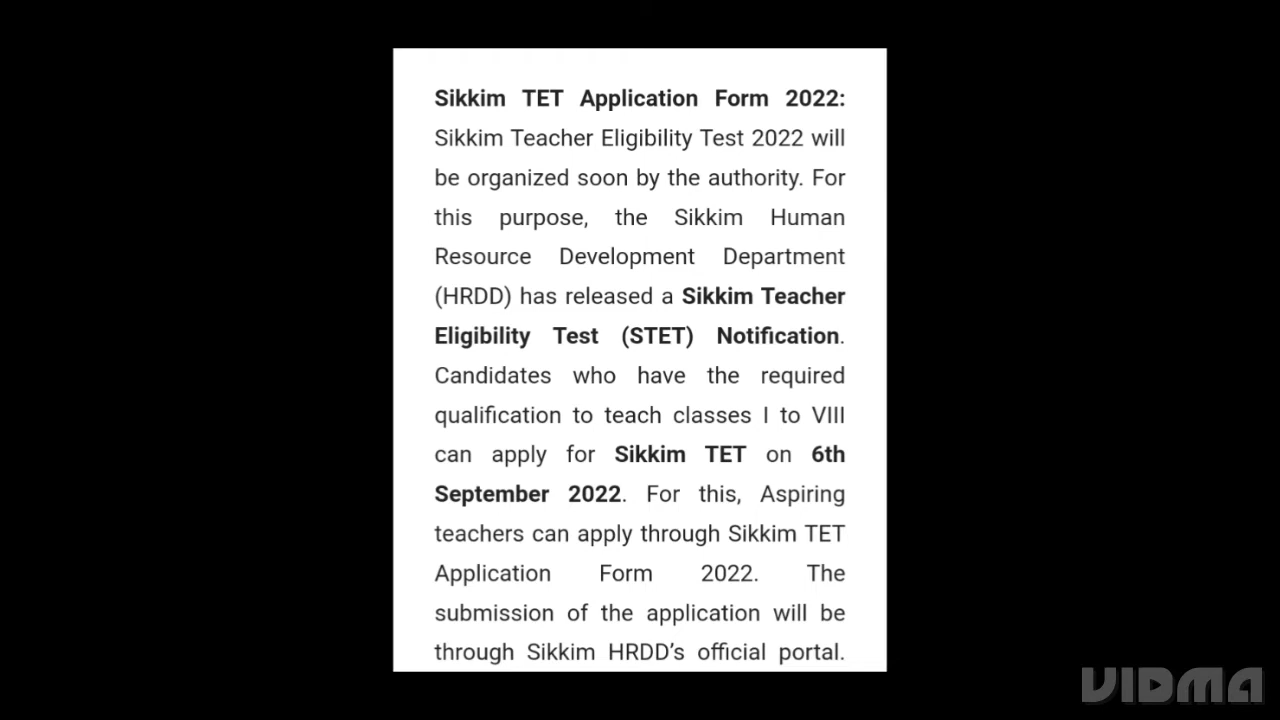 Sikkim TET Application Form 2022:
Sikkim Teacher Eligibility Test 2022 will
be organized soon by the authority. For
this purpose, the Sikkim Human
Resource Development Department
(HRDD) has released a Sikkim Teacher
Eligibility Test (STET) Notification.
Candidates who have the required
qualification to teach classes I to VIII
can apply for Sikkim TET on 6th
September 2022. For this, Aspiring
teachers can apply through Sikkim TET
Application Form 2022. The
submission of the application will be
through Sikkim HRDD’s official portal.
VIDMA